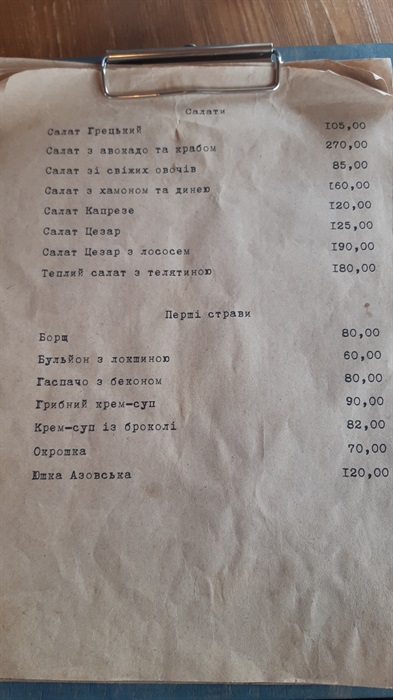 Салати
Салат Грецький 105,00
Салат з авокадо та крабом 270,00
Салат зі свіжих овочів 85,00
Салат з хамоном та динею 160,00
Салат Капрезе 120,00
Салат Цезар 125,00
Салат Цезар з лососем 190,00
Теплий салат з телятиною 180,00
Перші страви
Борщ 80,00
Бульйон з локшиною 60,00
Гаспачо з беконом 80,00
Грибний крем-суп 90,00
Крем-суп із броколі 82,00
Окрошка 70,00
Юшка Азовська 120,00